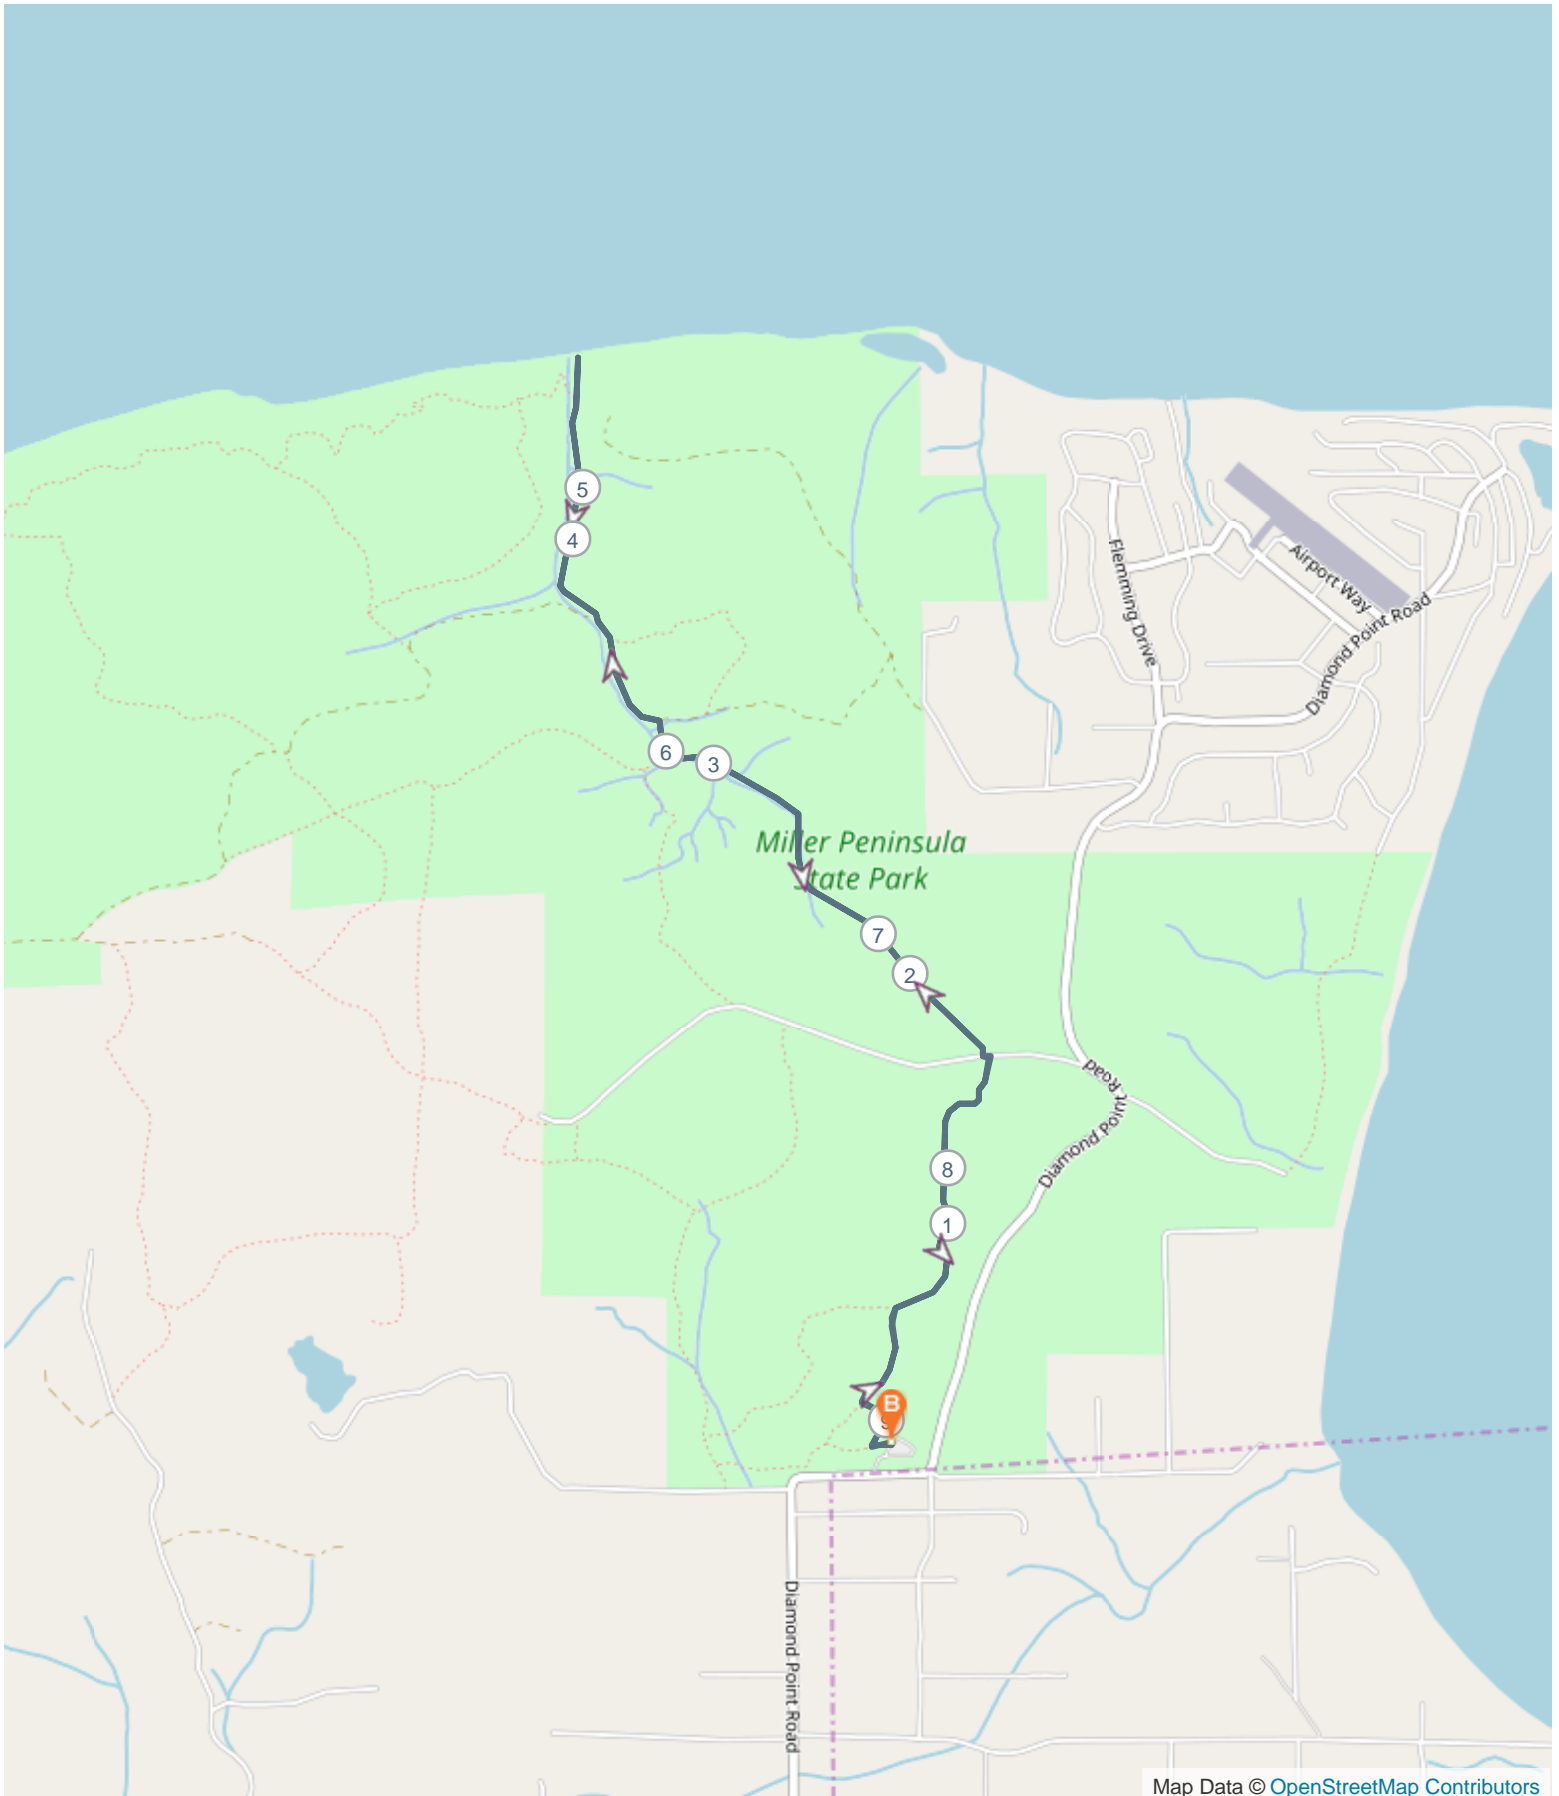 5
4
Flemming Drive
Airport Way
Diamond Point Road
6
3
Miller Peninsula
State Park
7
2
Diamond Point Road
8
1
B
9
Diamond Point Road
Map Data © OpenStreetMap Contributors